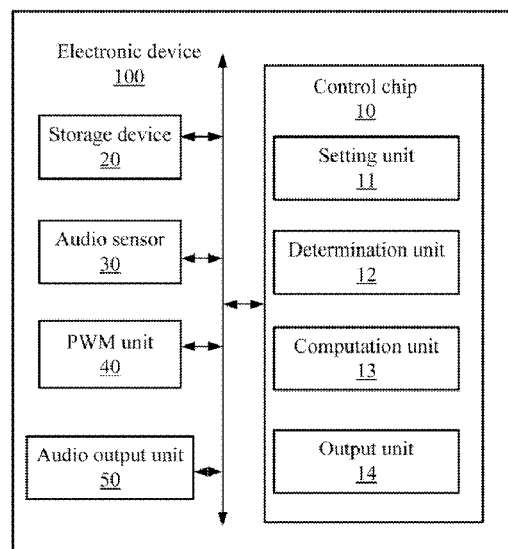 Electronic device
100
Storage device
20
Audio sensor
30
PWM unit
40
Audio output unit
50
Control chip
10
Setting unit
11
Determination unit
12
Computation unit
13
Output unit
14